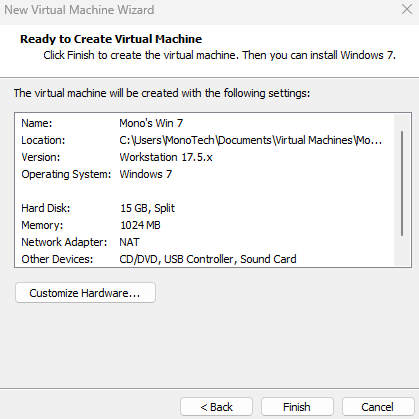 New Virtual Machine Wizard
Ready to Create Virtual Machine
Click Finish to create the virtual machine. Then you can install Windows 7.
The virtual machine will be created with the following settings:
Name: Mono's Win 7
Location: C:\Users\MonoTech\Documents\Virtual Machines\Mo...
Version: Workstation 17.5.x
Operating System: Windows 7
Hard Disk: 15 GB, Split
Memory: 1024 MB
Network Adapter: NAT
Other Devices: CD/DVD, USB Controller, Sound Card
Customize Hardware...
< Back Finish Cancel